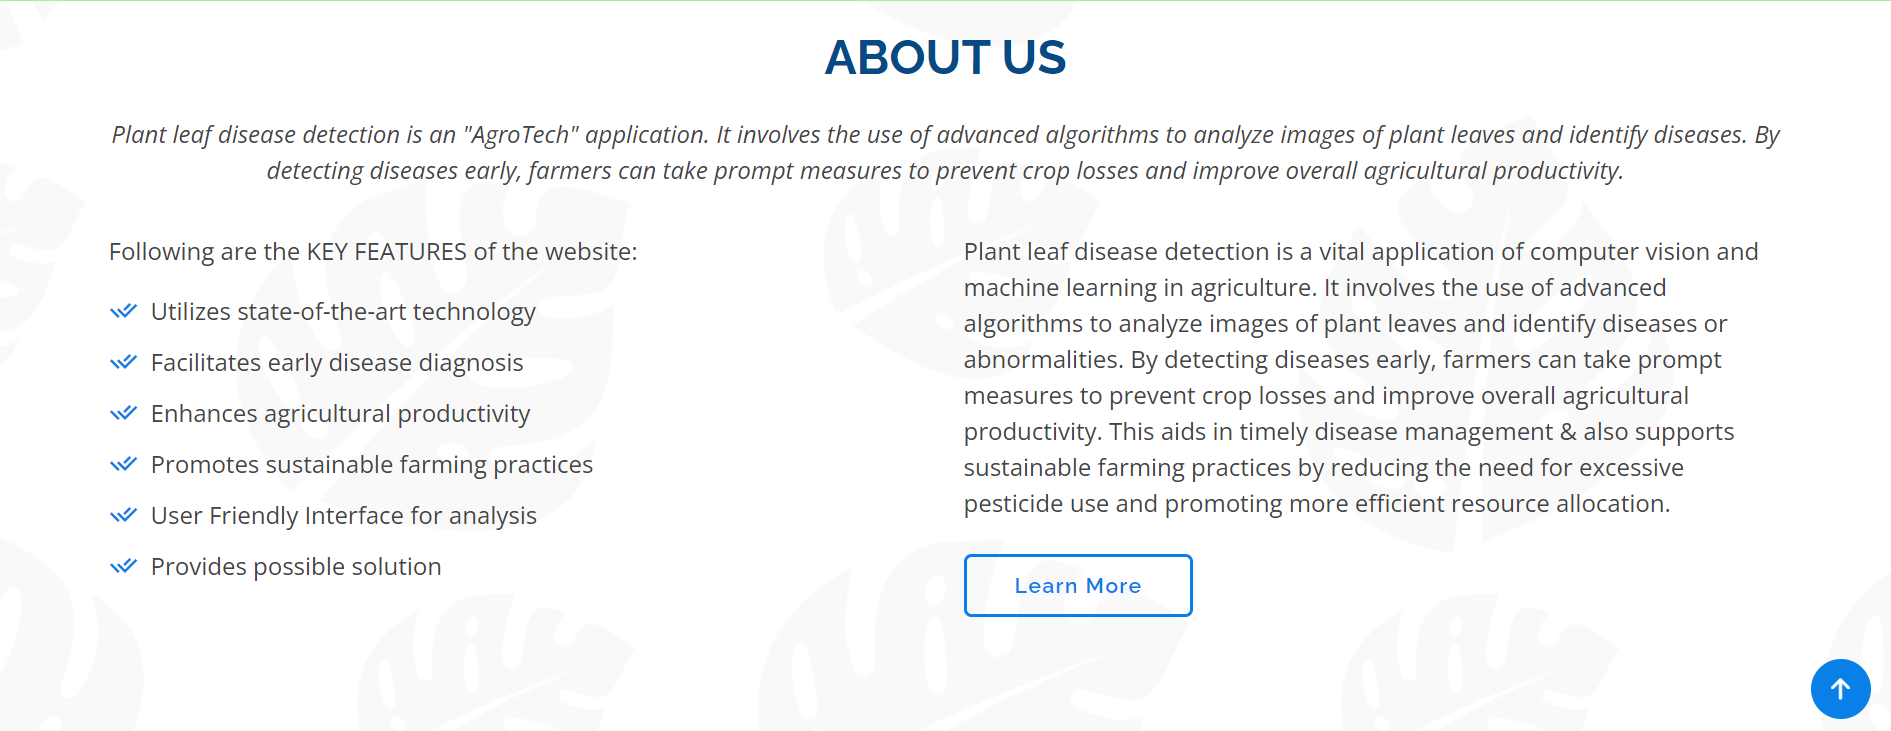 ABOUT US
Plant leaf disease detection is an "AgroTech" application. It involves the use of advanced algorithms to analyze images of plant leaves and identify diseases. By
detecting diseases early, farmers can take prompt measures to prevent crop losses and improve overall agricultural productivity.
Following are the KEY FEATURES of the website:
Utilizes state-of-the-art technology
Facilitates early disease diagnosis
Enhances agricultural productivity
Promotes sustainable farming practices
User Friendly Interface for analysis
Provides possible solution
Plant leaf disease detection is a vital application of computer vision and
machine learning in agriculture. It involves the use of advanced
algorithms to analyze images of plant leaves and identify diseases or
abnormalities. By detecting diseases early, farmers can take prompt
measures to prevent crop losses and improve overall agricultural
productivity. This aids in timely disease management & also supports
sustainable farming practices by reducing the need for excessive
pesticide use and promoting more efficient resource allocation.
Learn More